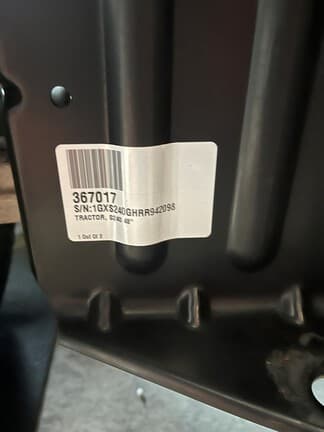 367017
S/N:1GXS240GHRR942098
TRACTOR, S240 48"
1 Out Of 2